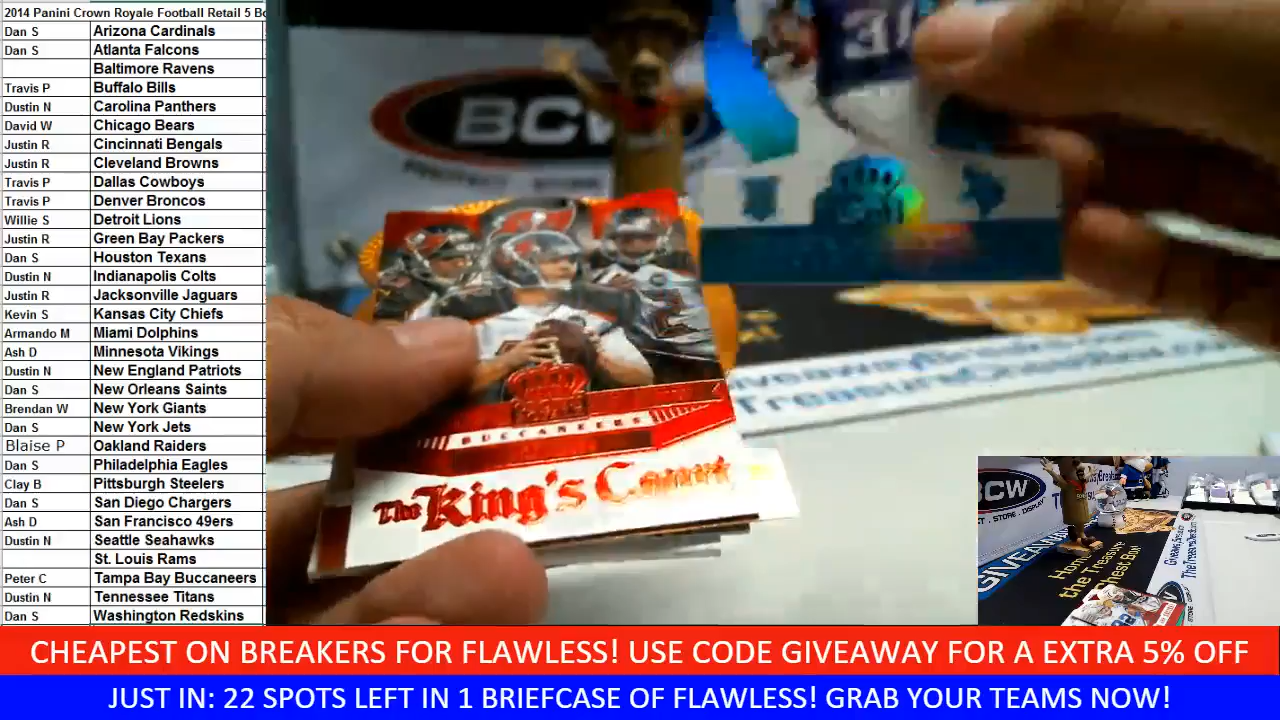 2014 Panini Crown Royale Football Retail 5 Bo
Dan S Arizona Cardinals
Dan S Atlanta Falcons
Baltimore Ravens
Travis P Buffalo Bills
Dustin N Carolina Panthers
David W Chicago Bears
Justin R Cincinnati Bengals
Justin R Cleveland Browns
Travis P Dallas Cowboys
Travis P Denver Broncos
Willie S Detroit Lions
Justin R Green Bay Packers
Dan S Houston Texans
Dustin N Indianapolis Colts
Justin R Jacksonville Jaguars
Kevin S Kansas City Chiefs
Armando M Miami Dolphins
Ash D Minnesota Vikings
Dustin N New England Patriots
Dan S New Orleans Saints
Brendan W New York Giants
Dan S New York Jets
Blaise P Oakland Raiders
Dan S Philadelphia Eagles
Clay B Pittsburgh Steelers
Dan S San Diego Chargers
Ash D San Francisco 49ers
Dustin N Seattle Seahawks
St. Louis Rams
Peter C Tampa Bay Buccaneers
Dustin N Tennessee Titans
Dan S Washington Redskins
BCW
BUCCANEERS
The King's Court
BCW
STORE DISPLAY
GIVEAWAY
the Treasure
Chest Box
CHEAPEST ON BREAKERS FOR FLAWLESS! USE CODE GIVEAWAY FOR A EXTRA 5% OFF
JUST IN: 22 SPOTS LEFT IN 1 BRIEFCASE OF FLAWLESS! GRAB YOUR TEAMS NOW!